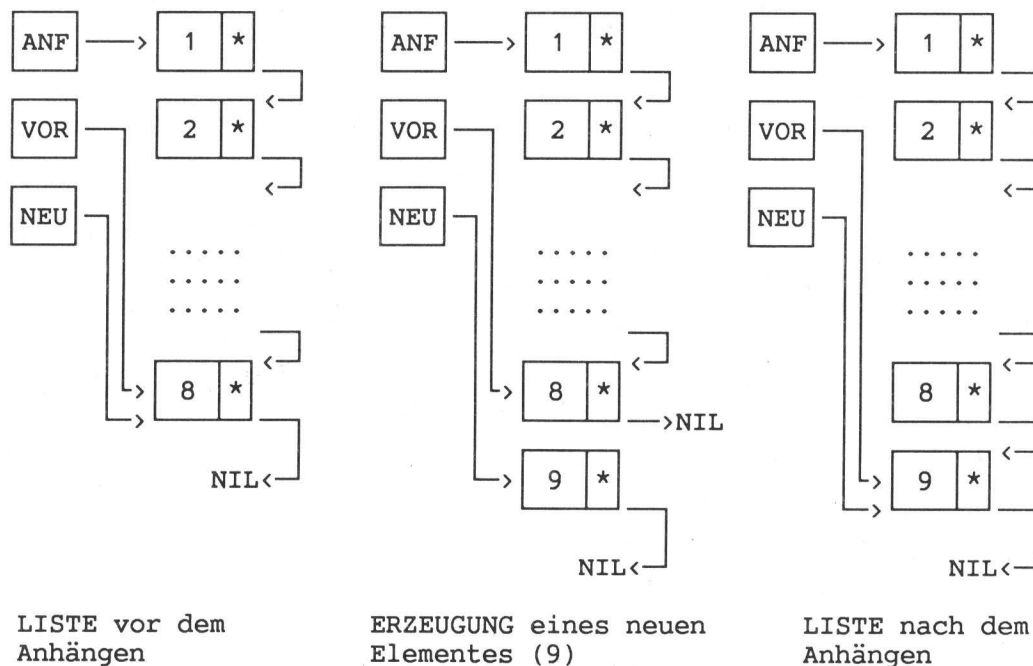 ANF 1 * ANF 1 * ANF 1 *
VOR 2 * VOR 2 * VOR 2 *
NEU NEU NEU
..... ..... .....
..... ..... .....
..... ..... .....
8 * 8 * 8 *
NIL
NIL 9 * 9 *
NIL NIL
LISTE vor dem
Anhängen
ERZEUGUNG eines neuen
Elementes (9)
LISTE nach dem
Anhängen